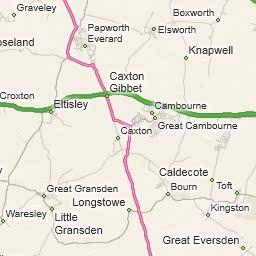 Graveley
Boxworth
Papworth
Everard
Elsworth
oseland
Knapwell
Caxton
Gibbet
Croxton
Eltisley
Cambourne
Great Cambourne
Caxton
Caldecote
Great Gransden
Bourn
Toft
Longstowe
Waresley
Little
Gransden
Kingston
Great Eversden